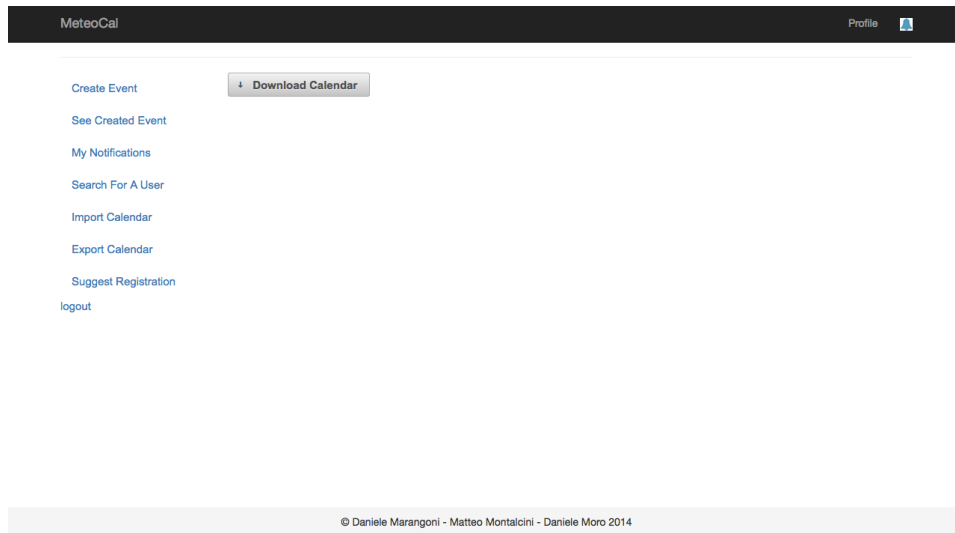 MeteoCal
Profile
Create Event
Download Calendar
See Created Event
My Notifications
Search For A User
Import Calendar
Export Calendar
Suggest Registration
logout
© Daniele Marangoni - Matteo Montalcini - Daniele Moro 2014